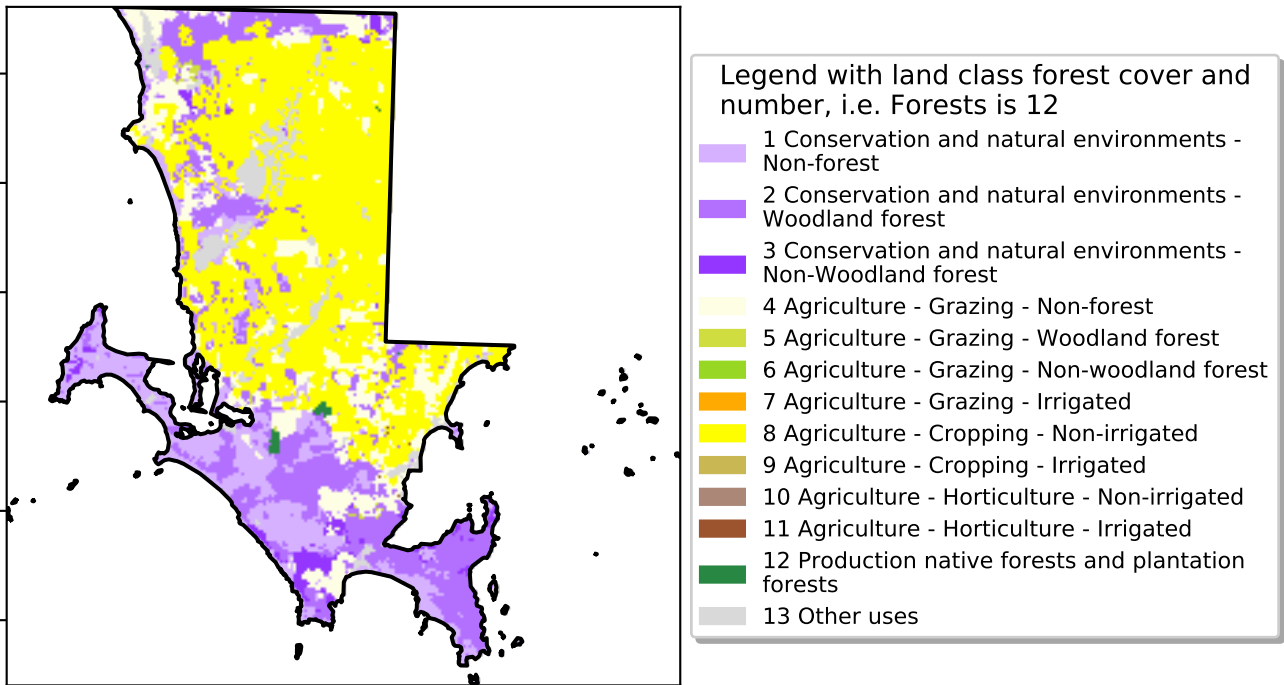 Legend with land class forest cover and
number, i.e. Forests is 12
1 Conservation and natural environments -
Non-forest
2 Conservation and natural environments -
Woodland forest
3 Conservation and natural environments -
Non-Woodland forest
4 Agriculture - Grazing - Non-forest
5 Agriculture - Grazing - Woodland forest
6 Agriculture - Grazing - Non-woodland forest
7 Agriculture - Grazing - Irrigated
8 Agriculture - Cropping - Non-irrigated
9 Agriculture - Cropping - Irrigated
10 Agriculture - Horticulture - Non-irrigated
11 Agriculture - Horticulture - Irrigated
12 Production native forests and plantation
forests
13 Other uses